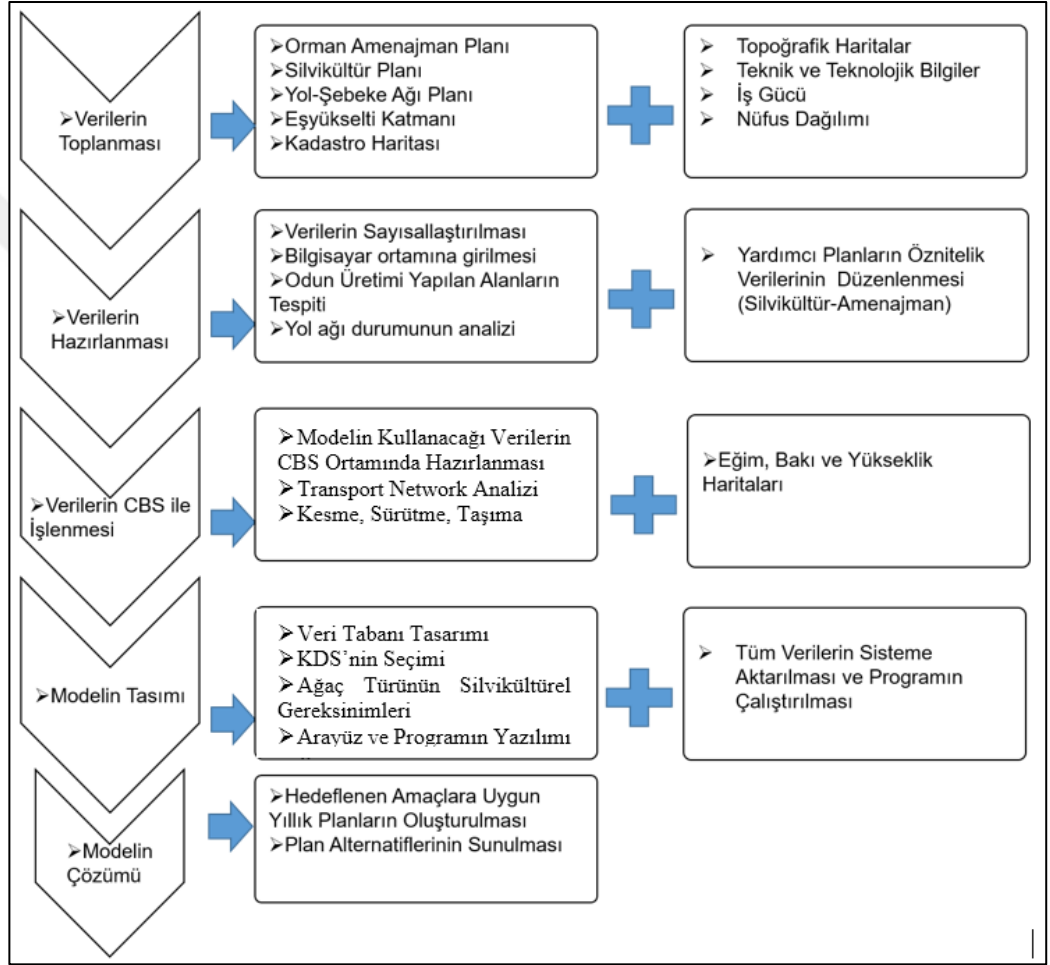 ➢Verilerin
Toplanması
➢Orman Amenajman Planı
➢Silvikültür Planı
➢Yol-Şebeke Ağı Planı
➢Eşyükselti Katmanı
➢Kadastro Haritası
➢ Topoğrafik Haritalar
➢ Teknik ve Teknolojik Bilgiler
➢ İş Gücü
➢ Nüfus Dağılımı
➢Verilerin
Hazırlanması
➢Verilerin Sayısallaştırılması
➢Bilgisayar ortamına girilmesi
➢Odun Üretimi Yapılan Alanların
Tespiti
➢Yol ağı durumunun analizi
➢ Yardımcı Planların Öznitelik
Verilerinin Düzenlenmesi
(Silvikültür-Amenajman)
➢Verilerin CBS ile
İşlenmesi
➢Modelin Kullanacağı Verilerin
CBS Ortamında Hazırlanması
➢Transport Network Analizi
➢Kesme, Sürütme, Taşıma
➢Eğim, Bakı ve Yükseklik
Haritaları
➢Modelin Tasımı
➢Veri Tabanı Tasarımı
➢KDS’nin Seçimi
➢Ağaç Türünün Silvikültürel
Gereksinimleri
➢Arayüz ve Programın Yazılımı
➢ Tüm Verilerin Sisteme
Aktarılması ve Programın
Çalıştırılması
➢Modelin
Çözümü
➢Hedeflenen Amaçlara Uygun
Yıllık Planların Oluşturulması
➢Plan Alternatiflerinin Sunulması